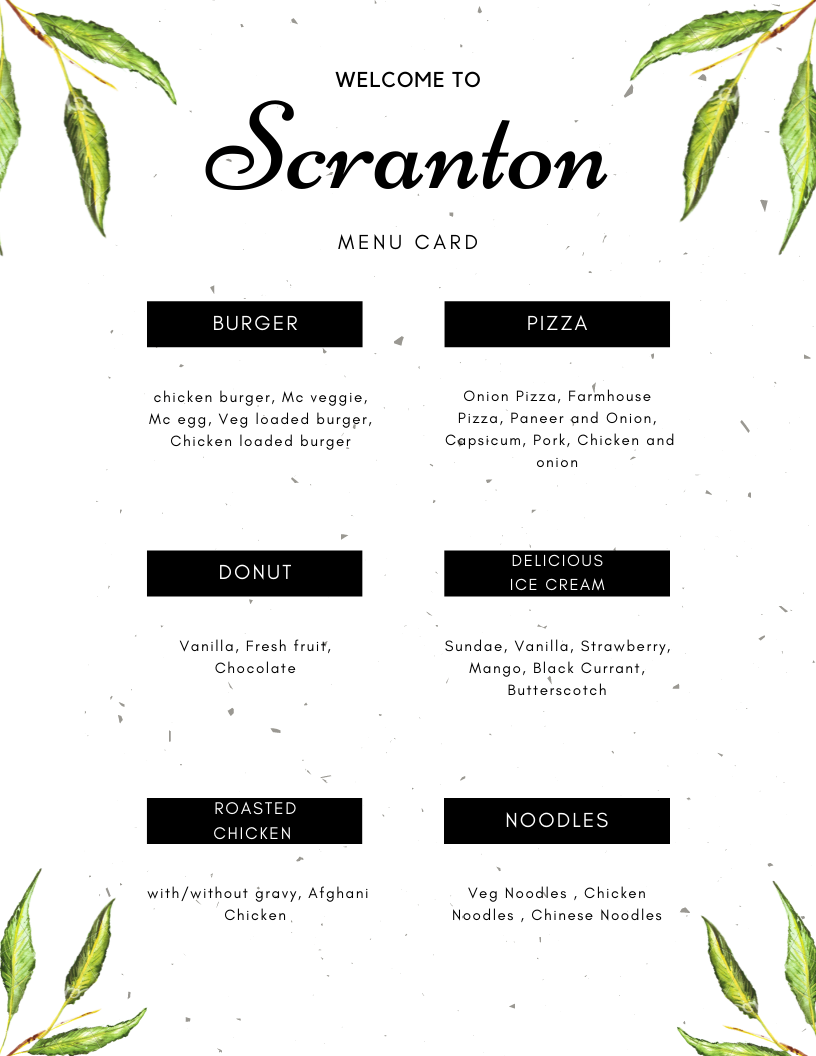 WELCOME TO
Scranton
MENU CARD
BURGER
chicken burger, Mc veggie,
Mc egg, Veg loaded burger,
Chicken loaded burger
PIZZA
Onion Pizza, Farmhouse
Pizza, Paneer and Onion,
Capsicum, Pork, Chicken and
onion
DONUT
Vanilla, Fresh fruit,
Chocolate
DELICIOUS
ICE CREAM
Sundae, Vanilla, Strawberry,
Mango, Black Currant,
Butterscotch
ROASTED
CHICKEN
with/without gravy, Afghani
Chicken
NOODLES
Veg Noodles , Chicken
Noodles , Chinese Noodles